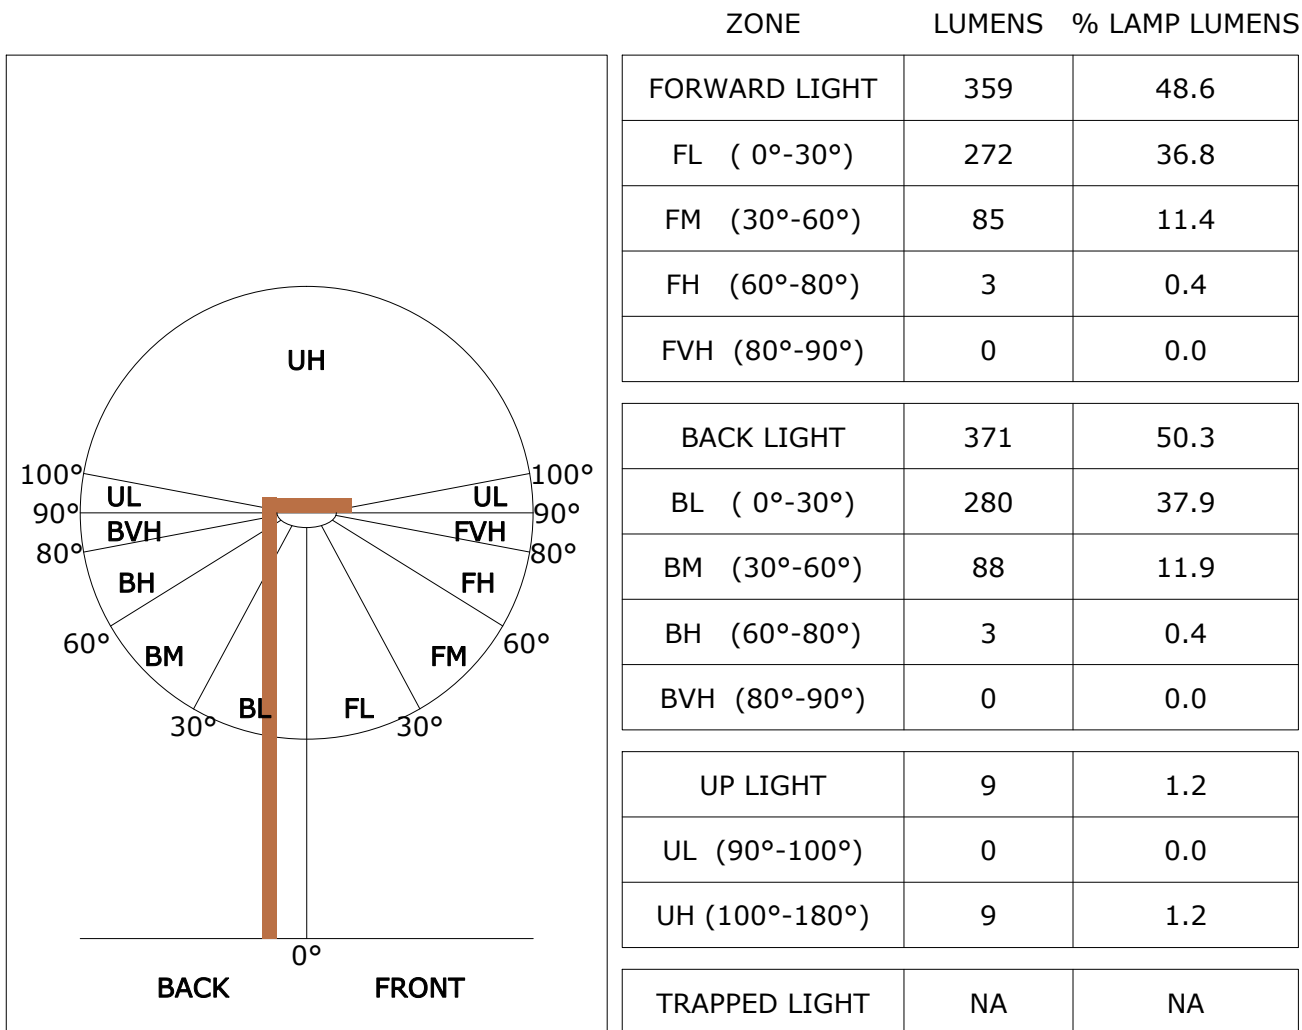 ZONE LUMENS % LAMP LUMENS
FORWARD LIGHT 359 48.6
FL ( 0°-30°) 272 36.8
FM (30°-60°) 85 11.4
FH (60°-80°) 3 0.4
FVH (80°-90°) 0 0.0
BACK LIGHT 371 50.3
BL ( 0°-30°) 280 37.9
BM (30°-60°) 88 11.9
BH (60°-80°) 3 0.4
BVH (80°-90°) 0 0.0
UP LIGHT 9 1.2
UL (90°-100°) 0 0.0
UH (100°-180°) 9 1.2
TRAPPED LIGHT NA NA
UH
100° 100°
UL UL
90° 90°
BVH FVH
80° 80°
BH FH
60° 60°
BM FM
BL FL
30° 30°
0°
BACK FRONT